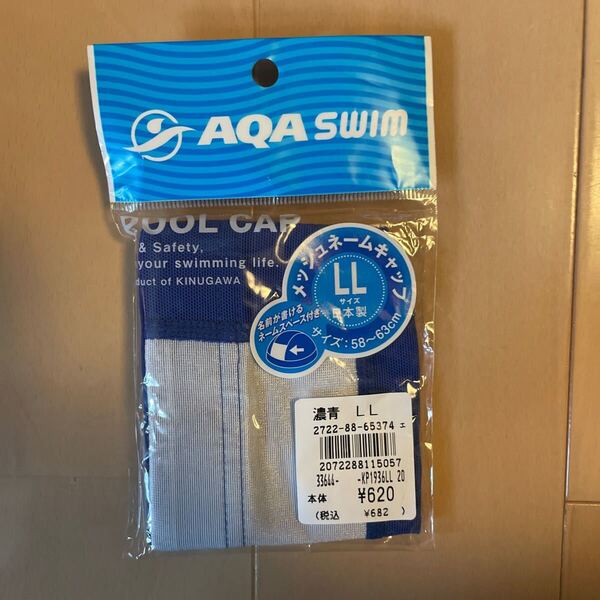 AQA SWIM
POOL CAP
& Safety,
your swimming life.
duct of KINUGAWA
メッシュネームキャップ
LL
サイズ
日本製
サイズ:58〜63cm
名前が書ける
ネームスペース付き
濃青 LL
2722-88-65374 エ
2072288115057
33644- -KP1936LL 20
本体 ¥620
(税込 ¥682 )